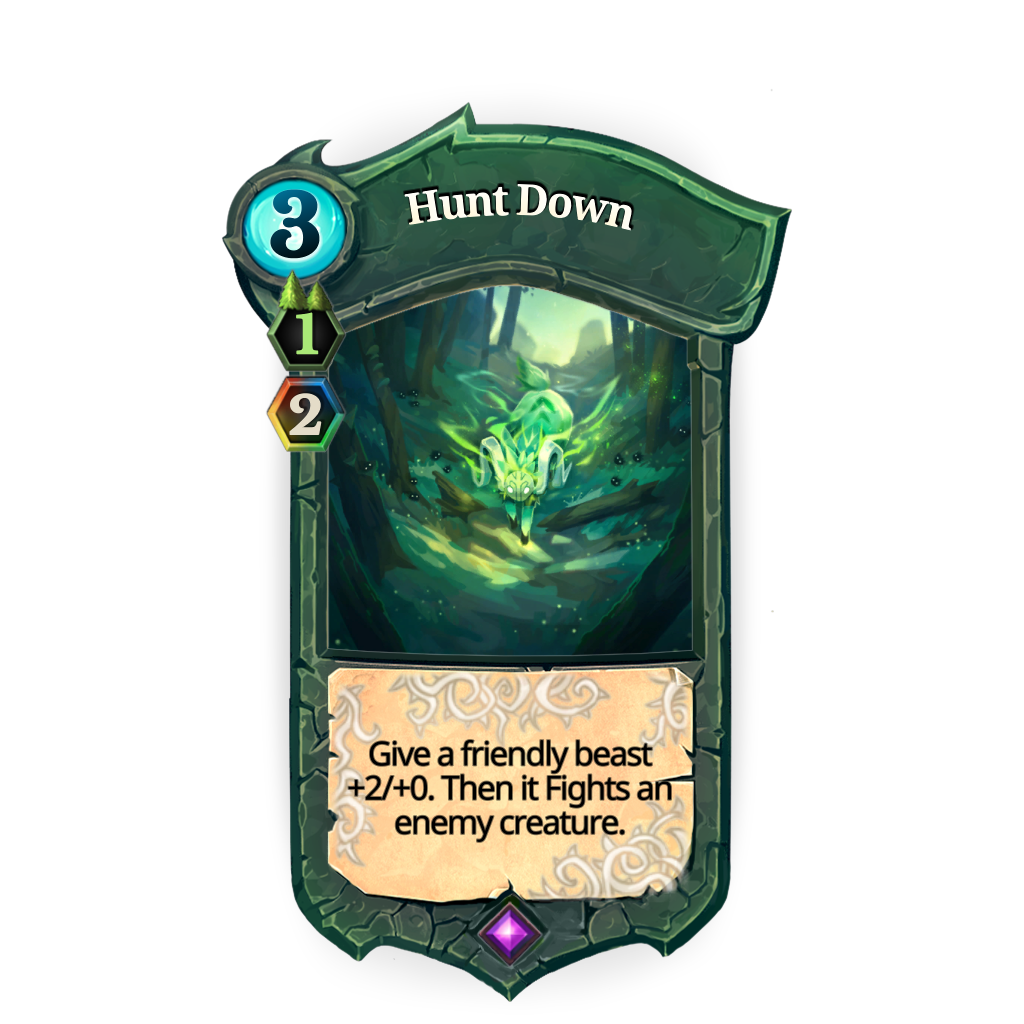 Hunt Down
3
1
2
Give a friendly beast
+2/+0. Then it Fights an
enemy creature.